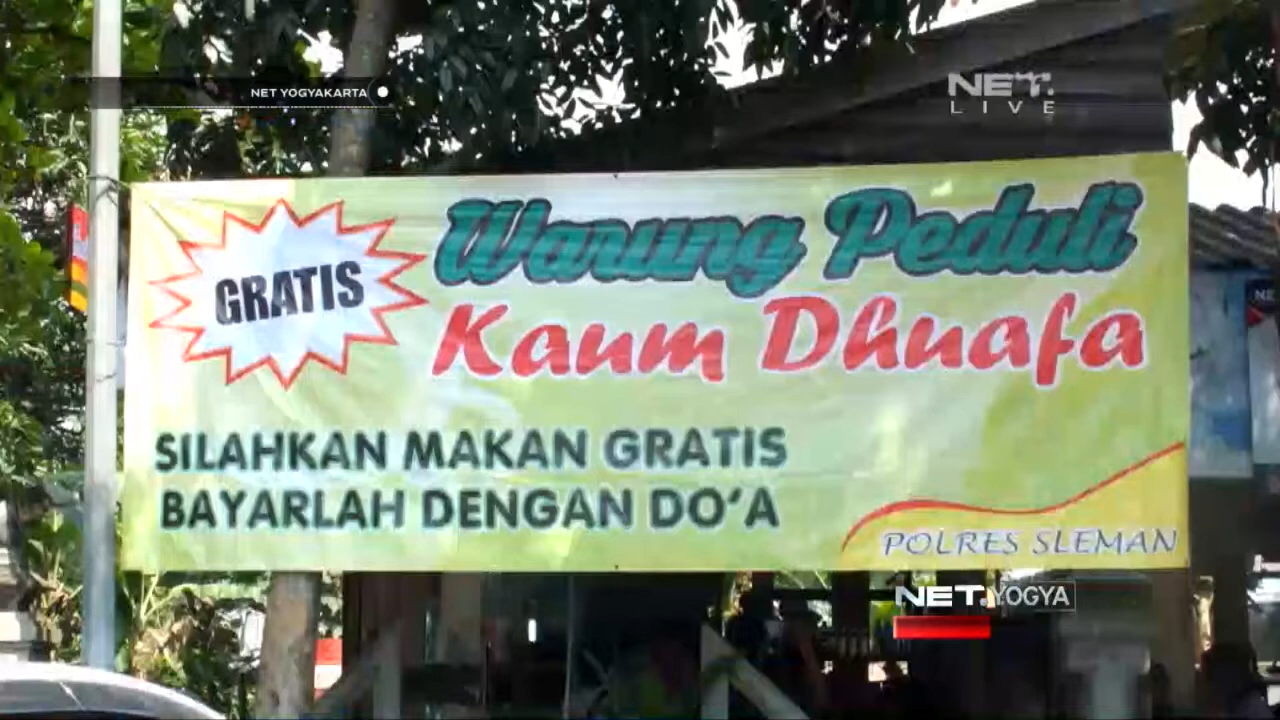 NET YOGYAKARTA
NET.
LIVE
GRATIS
Warung Peduli
Kaum Dhuafa
SILAHKAN MAKAN GRATIS
BAYARLAH DENGAN DO'A
POLRES SLEMAN
NET. YOGYA
NE